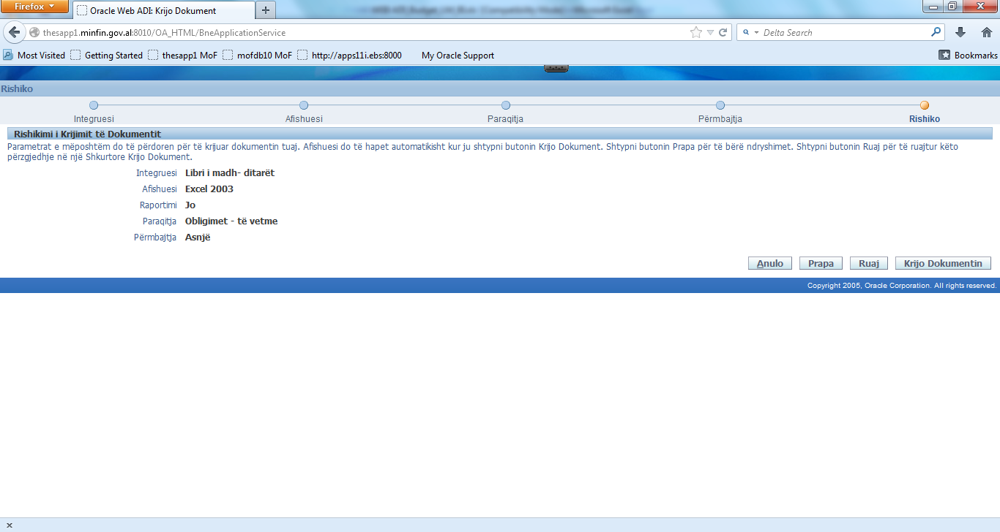 Firefox
Oracle Web ADI: Krijo Dokument
thesapp1.minfin.gov.al:8010/OA_HTML/BneApplicationService
Delta Search
Most Visited Getting Started thesapp1 MoF mofdb10 MoF http://apps11i.ebs:8000 My Oracle Support Bookmarks
Rishiko
Integruesi Afishuesi Paraqitja Përmbajtja Rishiko
Rishikimi i Krijimit të Dokumentit
Parametrat e mëposhtëm do të përdoren për të krijuar dokumentin tuaj. Afishuesi do të hapet automatikisht kur ju shtypni butonin Krijo Dokument. Shtypni butonin Prapa për të bërë ndryshimet. Shtypni butonin Ruaj për të ruajtur këto
përzgjedhje në një Shkurtore Krijo Dokument.
Integruesi Libri i madh- ditarët
Afishuesi Excel 2003
Raportimi Jo
Paraqitja Obligimet - të vetme
Përmbajtja Asnjë
Anulo Prapa Ruaj Krijo Dokumentin
Copyright 2005, Oracle Corporation. All rights reserved.